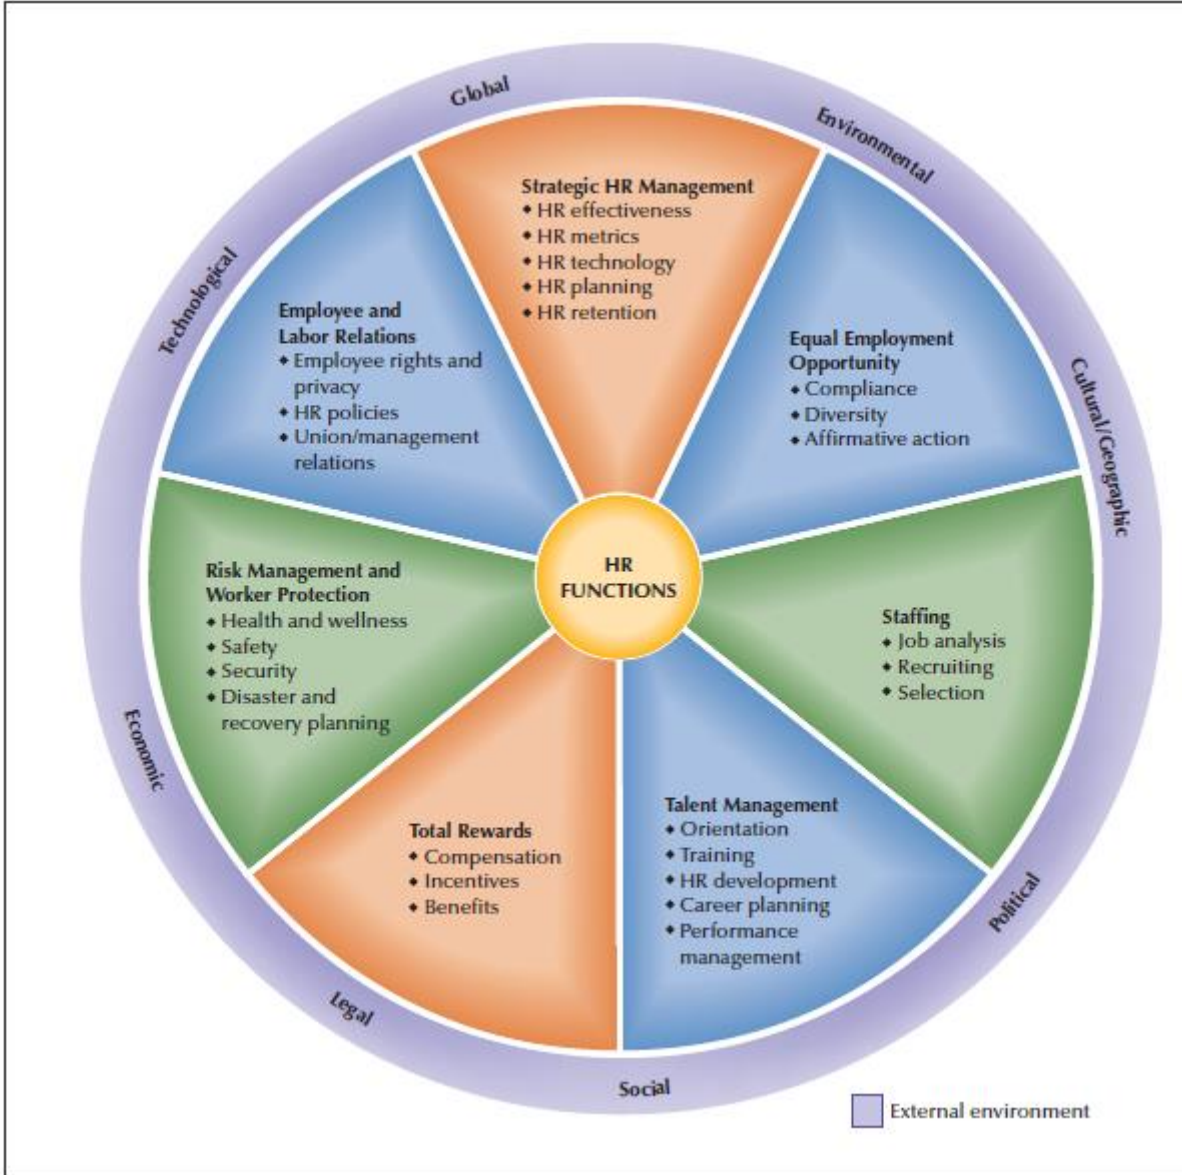 Global
Environmental
Cultural/Geographic
Political
Social
Legal
Economic
Technological
Strategic HR Management
◆ HR effectiveness
◆ HR metrics
◆ HR technology
◆ HR planning
◆ HR retention
Equal Employment
Opportunity
◆ Compliance
◆ Diversity
◆ Affirmative action
Staffing
◆ Job analysis
◆ Recruiting
◆ Selection
Talent Management
◆ Orientation
◆ Training
◆ HR development
◆ Career planning
◆ Performance
management
Total Rewards
◆ Compensation
◆ Incentives
◆ Benefits
Risk Management and
Worker Protection
◆ Health and wellness
◆ Safety
◆ Security
◆ Disaster and
recovery planning
Employee and
Labor Relations
◆ Employee rights and
privacy
◆ HR policies
◆ Union/management
relations
HR
FUNCTIONS
External environment